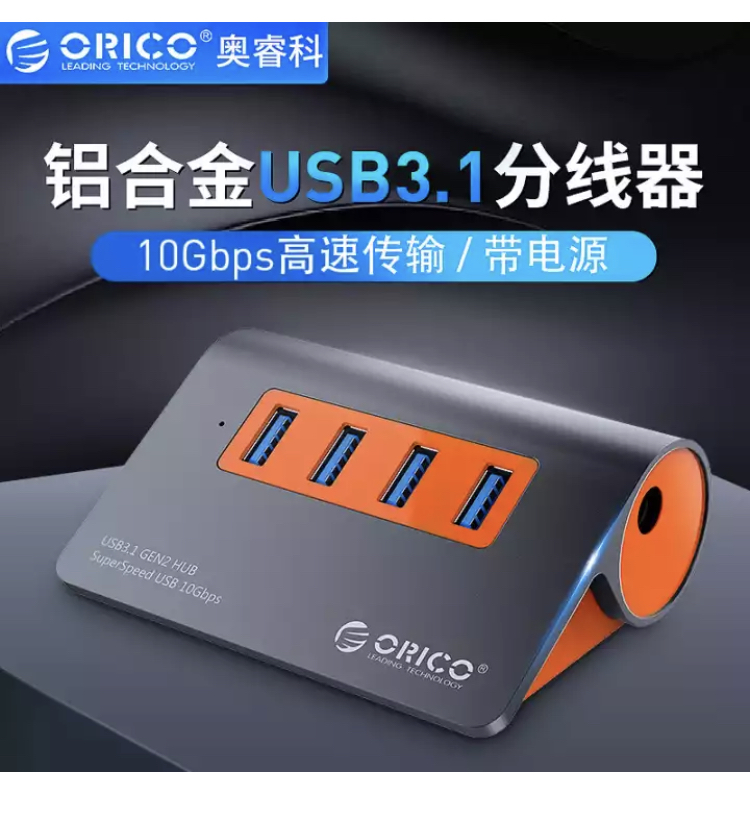 ORICO® 奥睿科
LEADING TECHNOLOGY
铝合金USB3.1分线器
10Gbps高速传输 / 带电源
USB3.1 GEN2 HUB
SuperSpeed USB 10Gbps
ORICO®
LEADING TECHNOLOGY